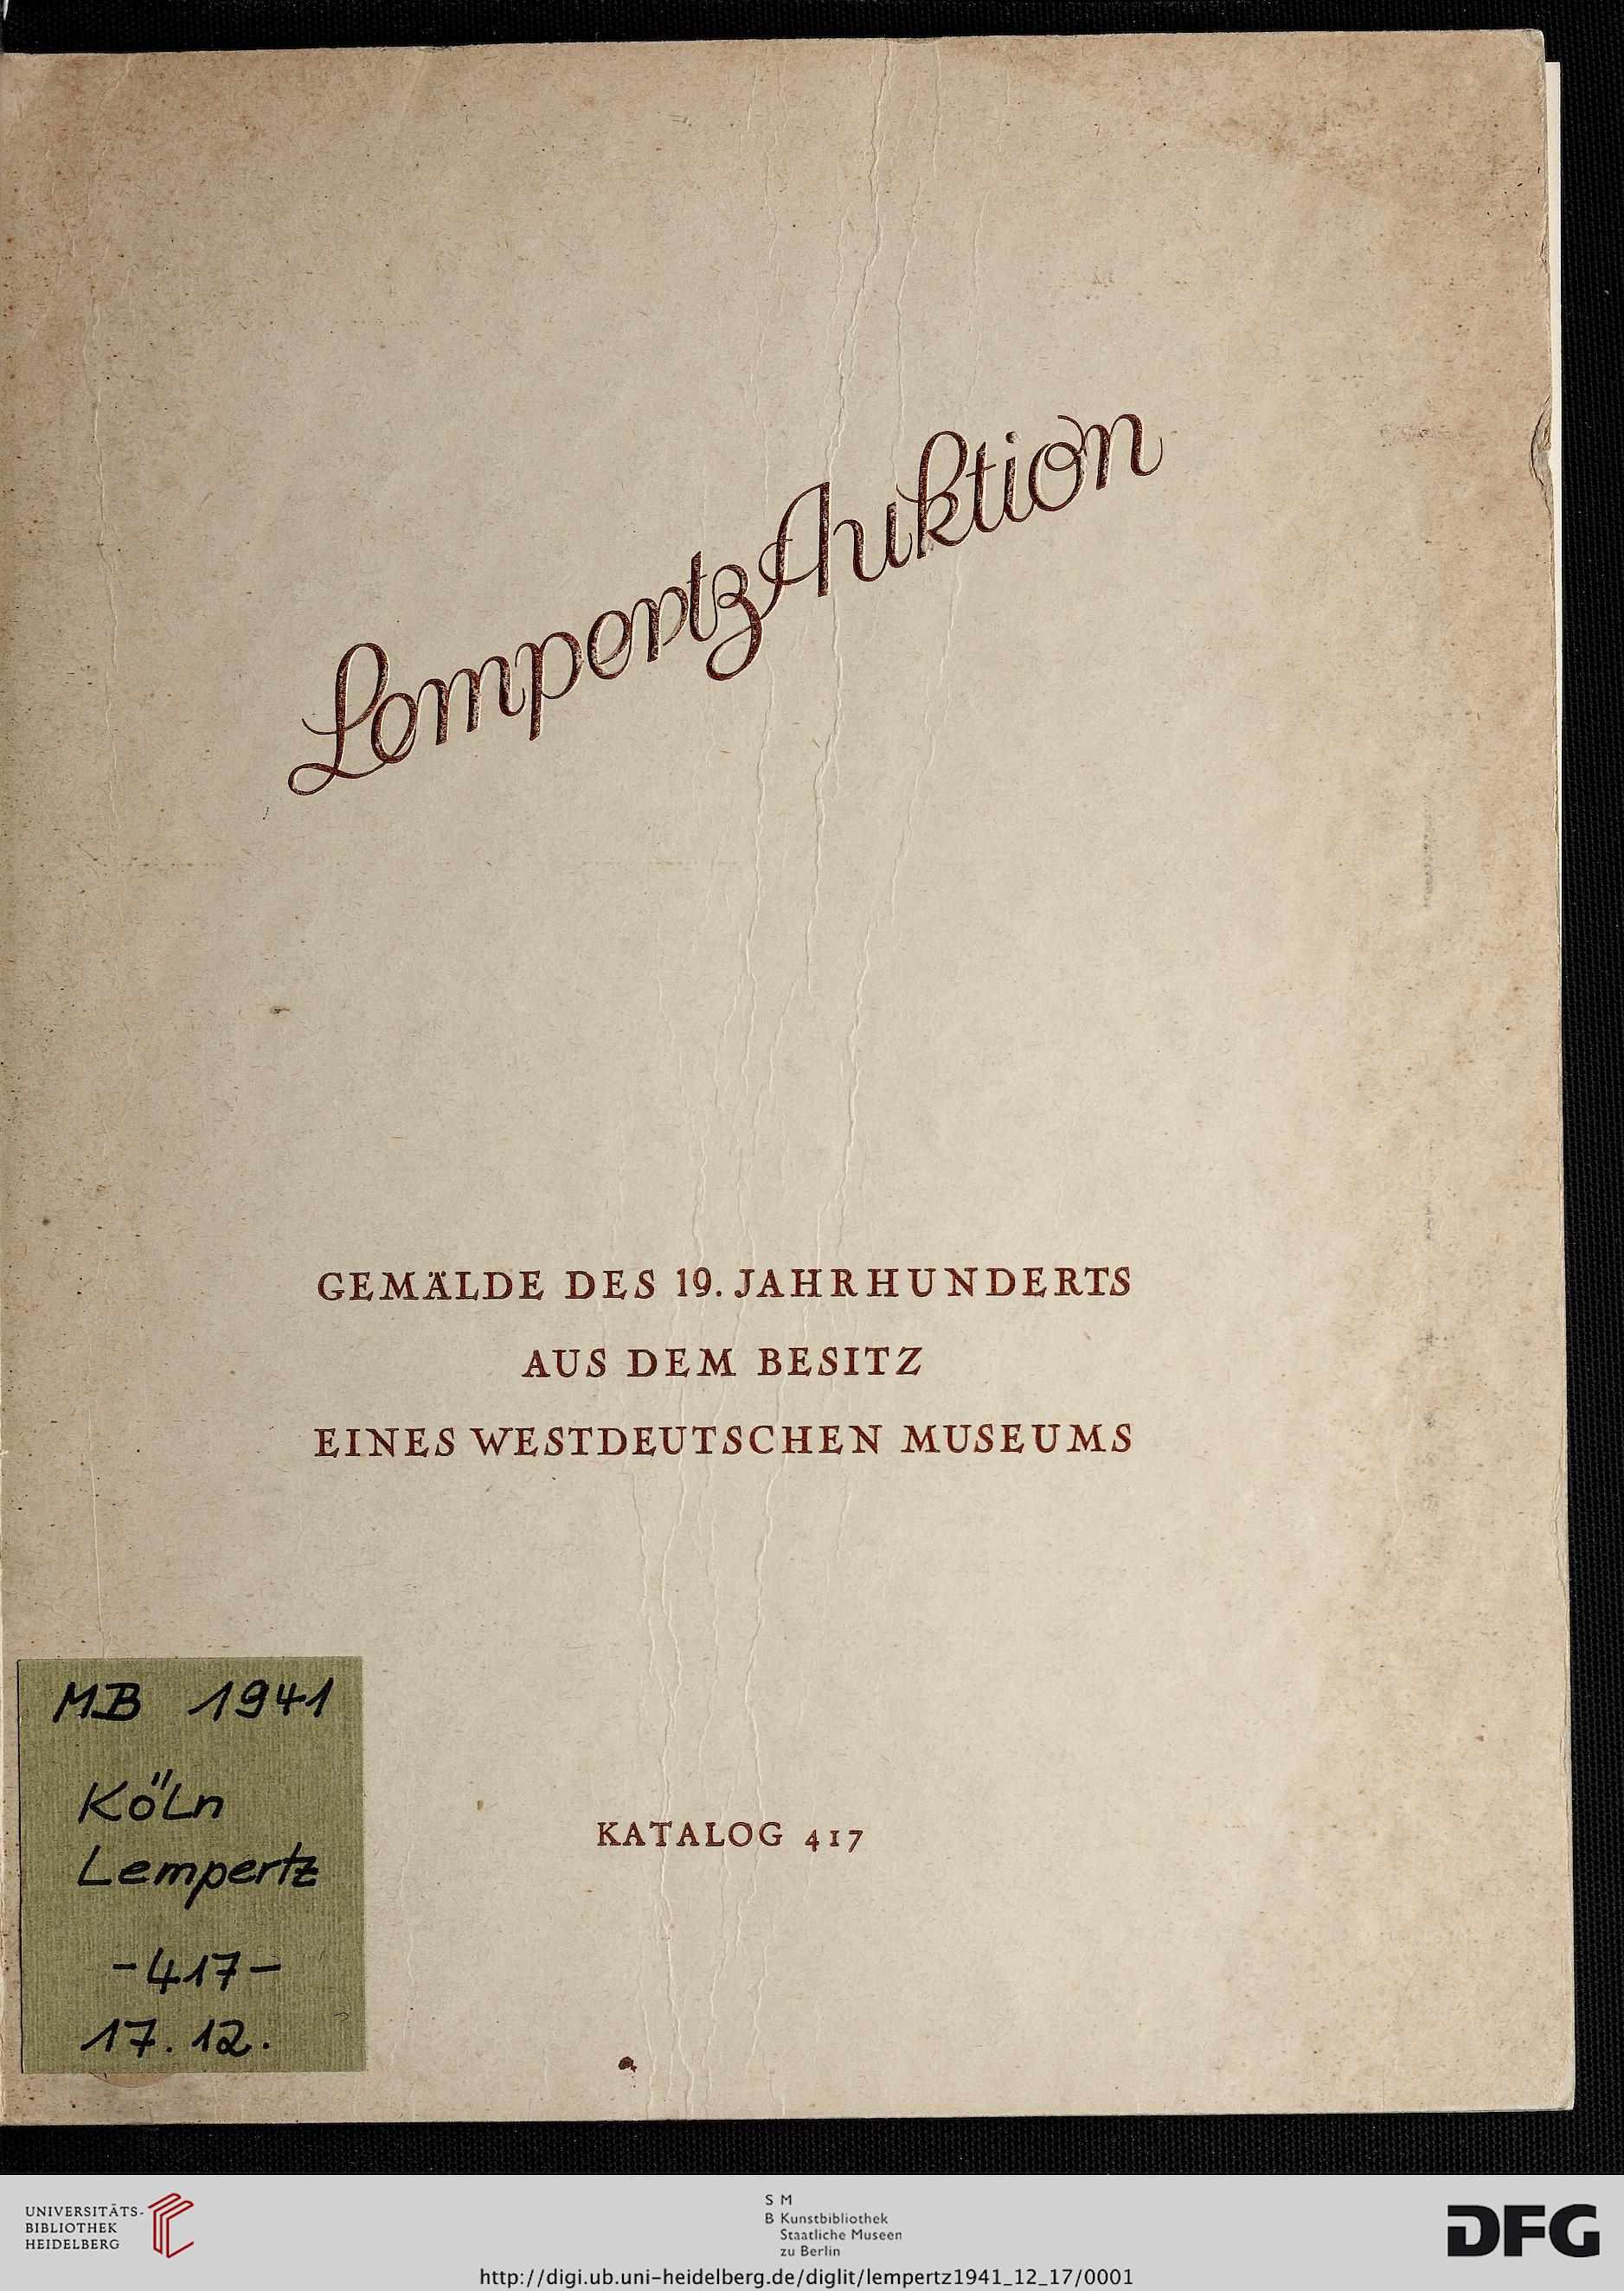 Lempertz Auktion
GEMÄLDE DES 19. JAHRHUNDERTS
AUS DEM BESITZ
EINES WESTDEUTSCHEN MUSEUMS
KATALOG 417
MB 1941
Köln
Lempertz
-417-
17. 12.
UNIVERSITÄTS-
BIBLIOTHEK
HEIDELBERG
S M
B Kunstbibliothek
Staatliche Museen
zu Berlin
DFG
http://digi.ub.uni-heidelberg.de/diglit/lempertz1941_12_17/0001